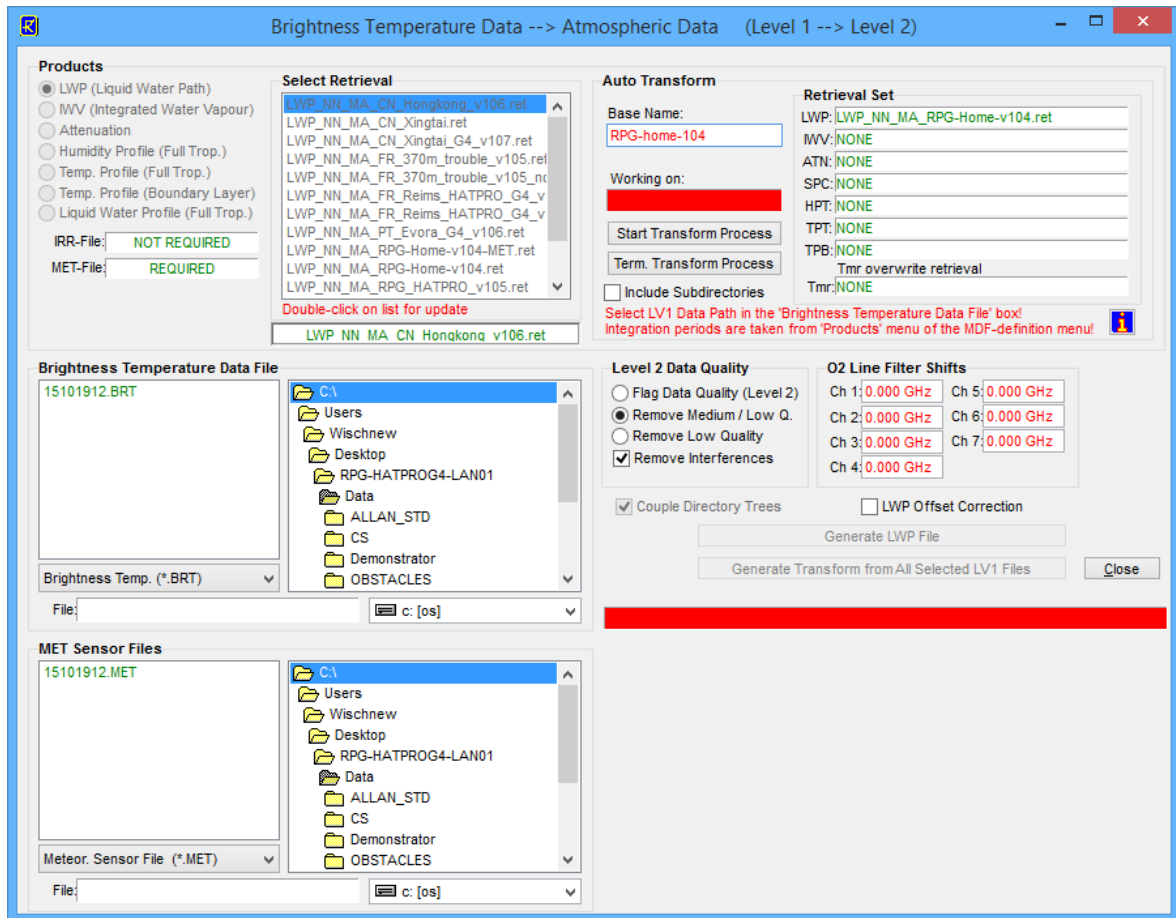 Brightness Temperature Data --> Atmospheric Data (Level 1 --> Level 2)
Products
LWP (Liquid Water Path)
IWV (Integrated Water Vapour)
Attenuation
Humidity Profile (Full Trop.)
Temp. Profile (Full Trop.)
Temp. Profile (Boundary Layer)
Liquid Water Profile (Full Trop.)
IRR-File: NOT REQUIRED
MET-File: REQUIRED
Select Retrieval
LWP_NN_MA_CN_Hongkong_v106.ret
LWP_NN_MA_CN_Xingtai.ret
LWP_NN_MA_CN_Xingtai_G4_v107.ret
LWP_NN_MA_FR_370m_trouble_v105.ret
LWP_NN_MA_FR_370m_trouble_v105_no
LWP_NN_MA_FR_Reims_HATPRO_G4_v
LWP_NN_MA_FR_Reims_HATPRO_G4_v
LWP_NN_MA_PT_Evora_G4_v106.ret
LWP_NN_MA_RPG-Home-v104-MET.ret
LWP_NN_MA_RPG-Home-v104.ret
LWP_NN_MA_RPG_HATPRO_v105.ret
Double-click on list for update
LWP_NN_MA_CN_Hongkong_v106.ret
Auto Transform
Base Name:
RPG-home-104
Working on:
Start Transform Process
Term. Transform Process
Include Subdirectories
Retrieval Set
LWP: LWP_NN_MA_RPG-Home-v104.ret
IWV: NONE
ATN: NONE
SPC: NONE
HPT: NONE
TPT: NONE
TPB: NONE
Tmr overwrite retrieval
Tmr: NONE
Select LV1 Data Path in the 'Brightness Temperature Data File' box!
Integration periods are taken from 'Products' menu of the MDF-definition menu!
Brightness Temperature Data File
15101912.BRT
Brightness Temp. (*.BRT)
C:\
Users
Wischnew
Desktop
RPG-HATPROG4-LAN01
Data
ALLAN_STD
CS
Demonstrator
OBSTACLES
File:
c: [os]
Level 2 Data Quality
Flag Data Quality (Level 2)
Remove Medium / Low Q.
Remove Low Quality
Remove Interferences
O2 Line Filter Shifts
Ch 1: 0.000 GHz Ch 5: 0.000 GHz
Ch 2: 0.000 GHz Ch 6: 0.000 GHz
Ch 3: 0.000 GHz Ch 7: 0.000 GHz
Ch 4: 0.000 GHz
Couple Directory Trees
LWP Offset Correction
Generate LWP File
Generate Transform from All Selected LV1 Files
Close
MET Sensor Files
15101912.MET
Meteor. Sensor File (*.MET)
C:\
Users
Wischnew
Desktop
RPG-HATPROG4-LAN01
Data
ALLAN_STD
CS
Demonstrator
OBSTACLES
File:
c: [os]